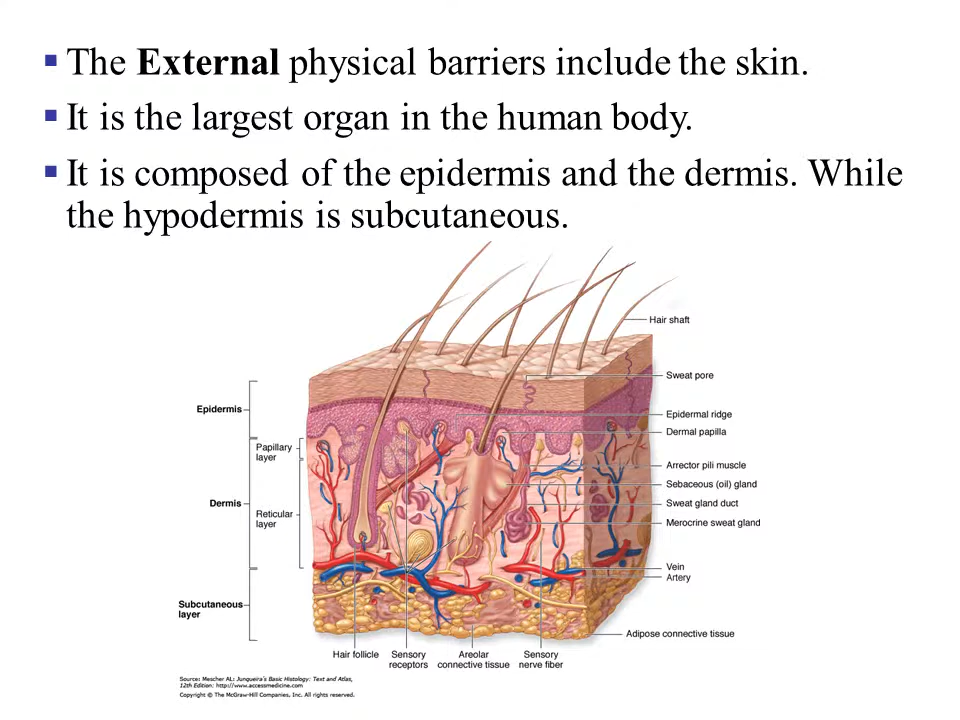 ▪ The External physical barriers include the skin.
▪ It is the largest organ in the human body.
▪ It is composed of the epidermis and the dermis. While
the hypodermis is subcutaneous.
Hair shaft
Sweat pore
Epidermis
Epidermal ridge
Dermal papilla
Papillary
layer
Arrector pili muscle
Sebaceous (oil) gland
Dermis
Sweat gland duct
Reticular
layer
Merocrine sweat gland
Vein
Artery
Subcutaneous
layer
Adipose connective tissue
Hair follicle
Sensory
receptors
Areolar
connective tissue
Sensory
nerve fiber
Source: Mescher AL: Junqueira's Basic Histology: Text and Atlas,
12th Edition: http://www.accessmedicine.com
Copyright © The McGraw-Hill Companies, Inc. All rights reserved.